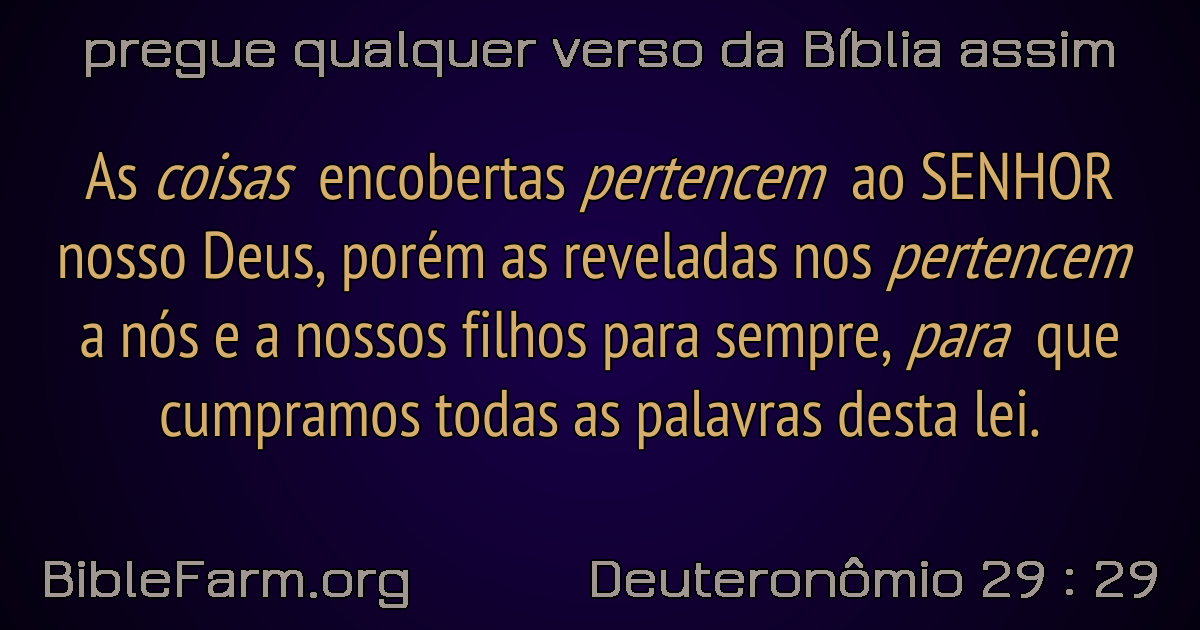 pregue qualquer verso da Bíblia assim
As coisas encobertas pertencem ao SENHOR
nosso Deus, porém as reveladas nos pertencem
a nós e a nossos filhos para sempre, para que
cumpramos todas as palavras desta lei.
BibleFarm.org
Deuteronômio 29 : 29